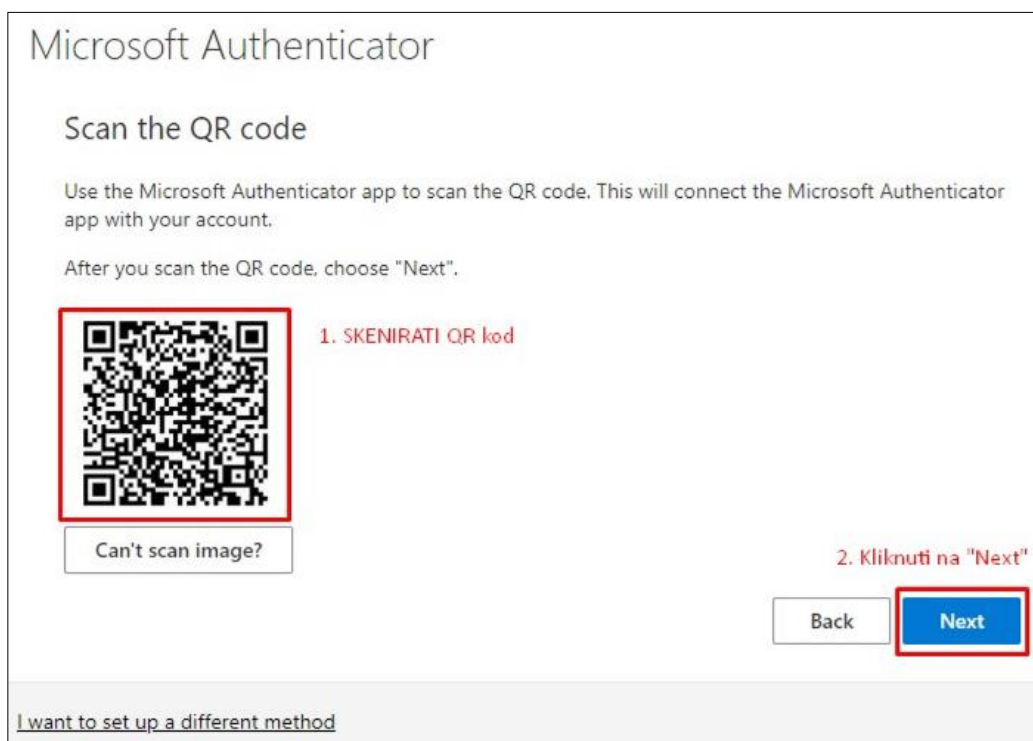 Microsoft Authenticator
Scan the QR code
Use the Microsoft Authenticator app to scan the QR code. This will connect the Microsoft Authenticator
app with your account.
After you scan the QR code, choose "Next".
1. SKENIRATI QR kod
Can't scan image?
2. Kliknuti na "Next"
Back
Next
I want to set up a different method